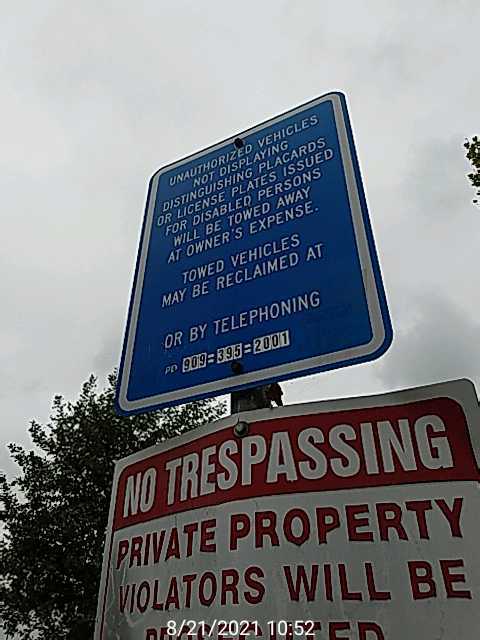 UNAUTHORIZED VEHICLES
NOT DISPLAYING
DISTINGUISHING PLACARDS
OR LICENSE PLATES ISSUED
FOR DISABLED PERSONS
WILL BE TOWED AWAY
AT OWNER'S EXPENSE.
TOWED VEHICLES
MAY BE RECLAIMED AT
OR BY TELEPHONING
PD 909-395-2001
NO TRESPASSING
PRIVATE PROPERTY
VIOLATORS WILL BE
8/21/2021 10:52